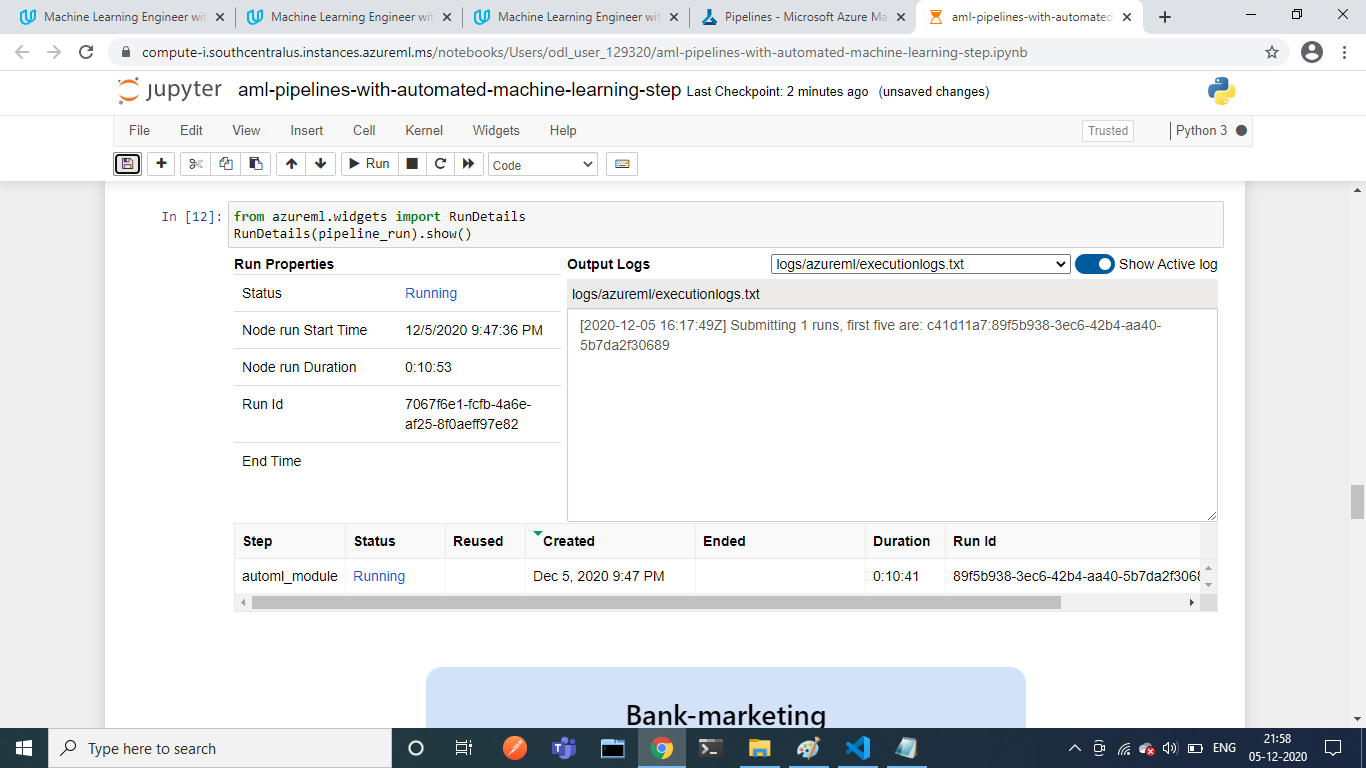 Machine Learning Engineer wit
Machine Learning Engineer wit
Machine Learning Engineer wit
Pipelines - Microsoft Azure Ma
aml-pipelines-with-automated
compute-i.southcentralus.instances.azureml.ms/notebooks/Users/odl_user_129320/aml-pipelines-with-automated-machine-learning-step.ipynb
jupyter aml-pipelines-with-automated-machine-learning-step Last Checkpoint: 2 minutes ago (unsaved changes)
File Edit View Insert Cell Kernel Widgets Help Trusted Python 3
Run Code
In [12]: from azureml.widgets import RunDetails
RunDetails(pipeline_run).show()
Run Properties
Status Running
Node run Start Time 12/5/2020 9:47:36 PM
Node run Duration 0:10:53
Run Id 7067f6e1-fcfb-4a6e-
af25-8f0aeff97e82
End Time
Output Logs logs/azureml/executionlogs.txt Show Active log
logs/azureml/executionlogs.txt
[2020-12-05 16:17:49Z] Submitting 1 runs, first five are: c41d11a7:89f5b938-3ec6-42b4-aa40-
5b7da2f30689
Step Status Reused Created Ended Duration Run Id
automl_module Running Dec 5, 2020 9:47 PM 0:10:41 89f5b938-3ec6-42b4-aa40-5b7da2f3068
Bank-marketing
Type here to search
ENG
21:58
05-12-2020